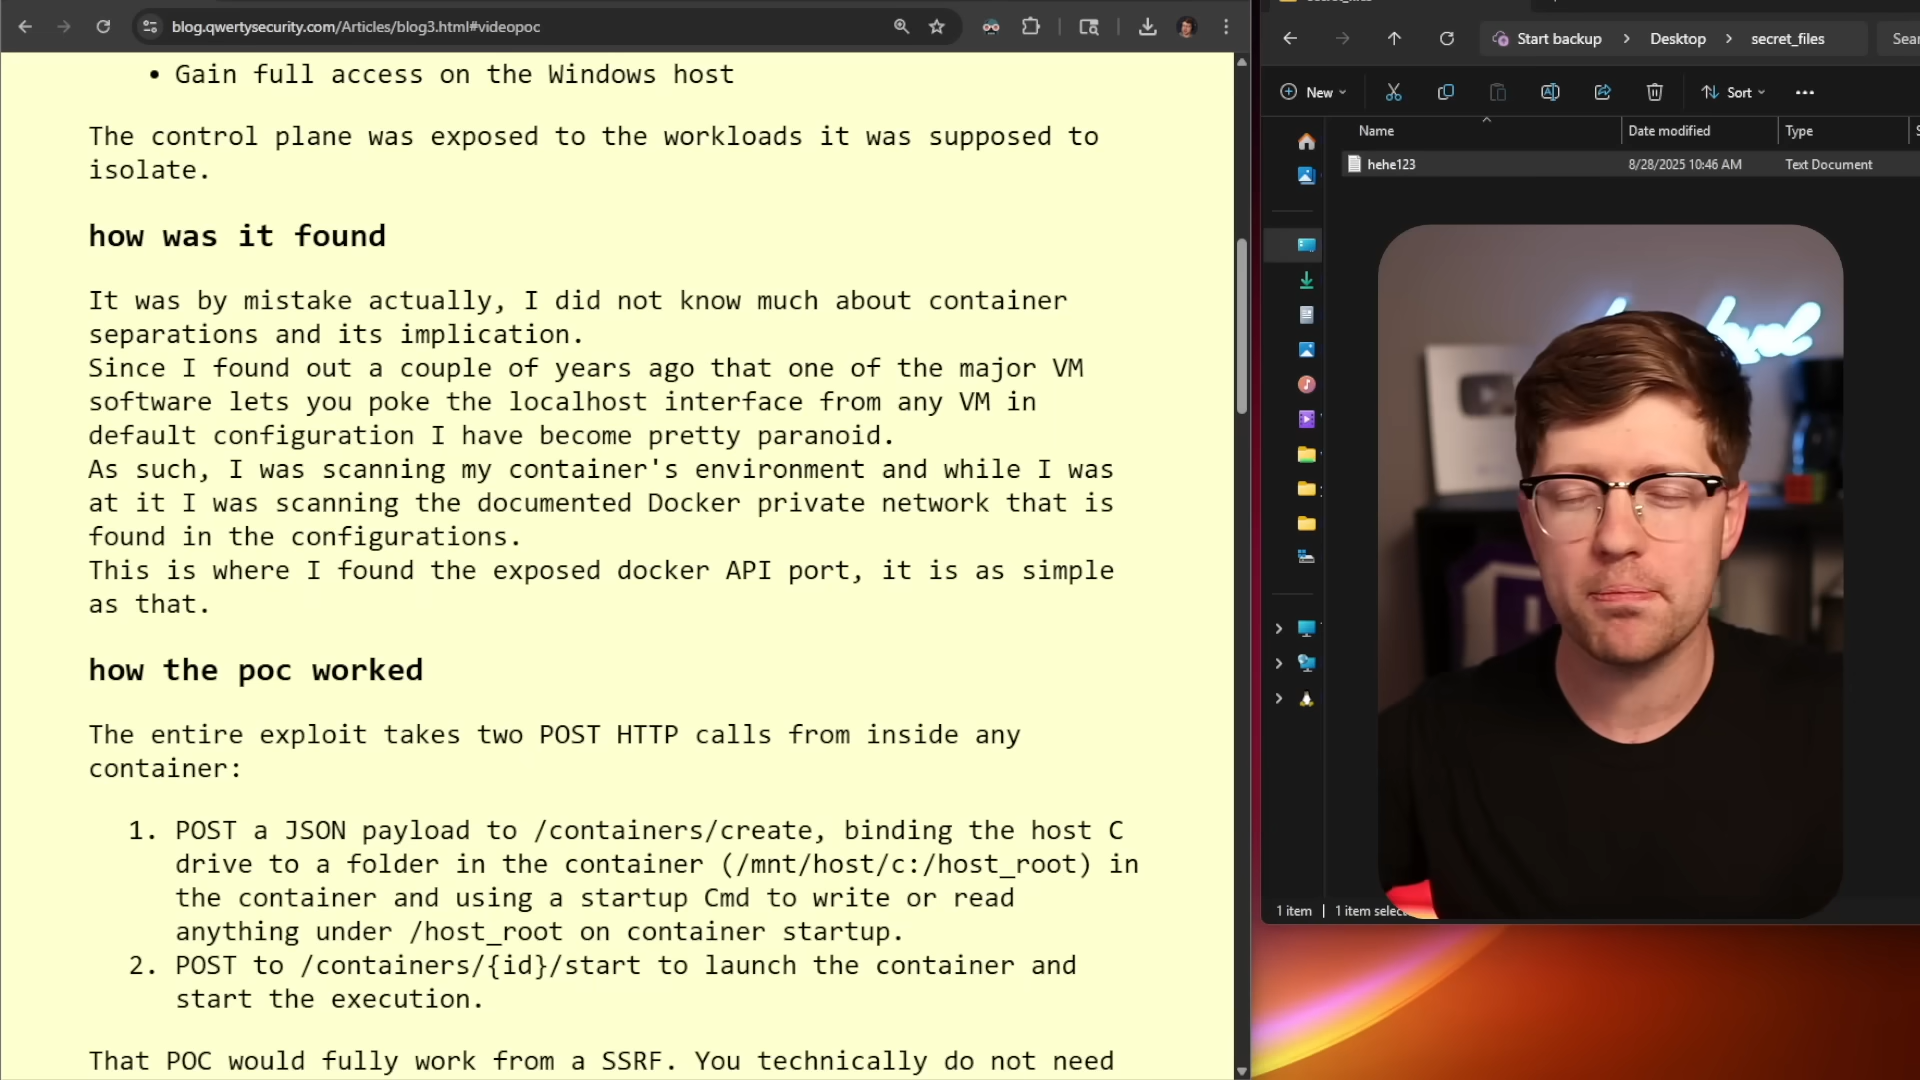 blog.qwertysecurity.com/Articles/blog3.html#videopoc
• Gain full access on the Windows host
The control plane was exposed to the workloads it was supposed to
isolate.
how was it found
It was by mistake actually, I did not know much about container
separations and its implication.
Since I found out a couple of years ago that one of the major VM
software lets you poke the localhost interface from any VM in
default configuration I have become pretty paranoid.
As such, I was scanning my container's environment and while I was
at it I was scanning the documented Docker private network that is
found in the configurations.
This is where I found the exposed docker API port, it is as simple
as that.
how the poc worked
The entire exploit takes two POST HTTP calls from inside any
container:
1. POST a JSON payload to /containers/create, binding the host C
drive to a folder in the container (/mnt/host/c:/host_root) in
the container and using a startup Cmd to write or read
anything under /host_root on container startup.
2. POST to /containers/{id}/start to launch the container and
start the execution.
That POC would fully work from a SSRF. You technically do not need
Start backup > Desktop > secret_files
Sear
New
Sort
Name Date modified Type
hehe123 8/28/2025 10:46 AM Text Document
1 item 1 item selec